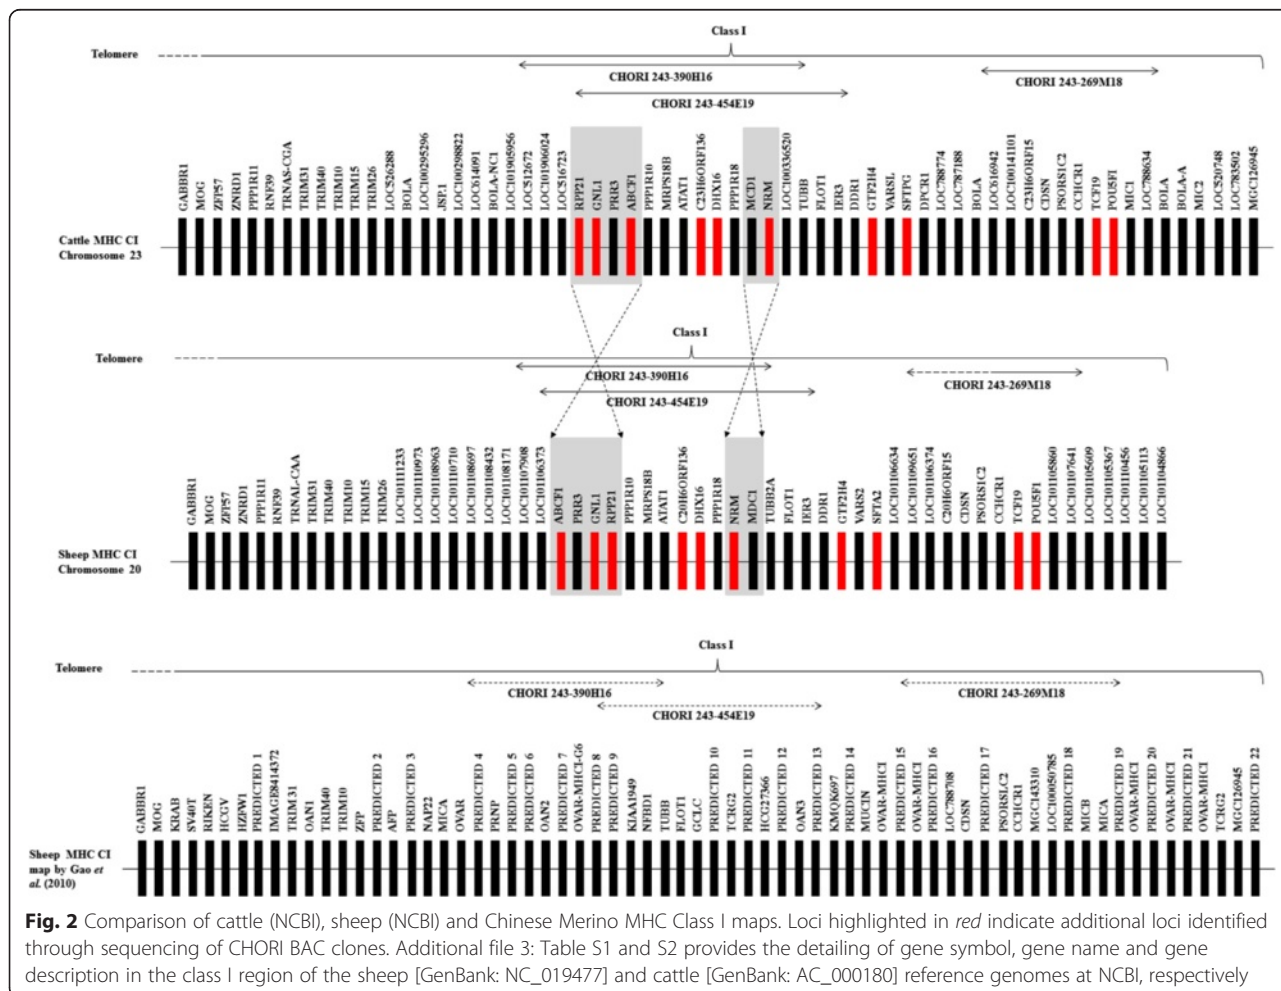 Class I
Telomere
CHORI 243-390H16
CHORI 243-269M18
CHORI 243-454E19
GABBR1
MOG
ZFP57
ZNRD1
PPP1R11
RNF39
TRNAS-CGA
TRIM31
TRIM40
TRIM10
TRIM15
TRIM26
LOC526288
BOLA
LOC100295296
JSP.1
LOC100298822
LOC614091
BOLA-NC1
LOC101905956
LOC512672
LOC101906024
LOC516723
RPP21
GNL1
PRR3
ABCF1
PPP1R10
MRPS18B
ATAT1
C23H6ORF136
DHX16
PPP1R18
MCD1
NRM
LOC100336520
TUBB
FLOT1
IER3
DDR1
GTF2H4
VARSL
SFTPG
DPCR1
LOC788774
LOC787188
BOLA
LOC616942
LOC100141101
C23H6ORF15
CDSN
PSORS1C2
CCHCR1
TCF19
POU5F1
MIC1
LOC788634
BOLA
BOLA-A
MIC2
LOC520748
LOC783502
MGC126945
Cattle MHC CI
Chromosome 23
Class I
Telomere
CHORI 243-390H16
CHORI 243-269M18
CHORI 243-454E19
GABBR1
MOG
ZFP57
ZNRD1
PPP1R11
RNF39
TRNAL-CAA
TRIM31
TRIM40
TRIM10
TRIM15
TRIM26
LOC101111233
LOC101110973
LOC101108963
LOC101110710
LOC101108697
LOC101108432
LOC101108171
LOC101107908
LOC101106373
ABCF1
PRR3
GNL1
RPP21
PPP1R10
MRPS18B
ATAT1
C20H6ORF136
DHX16
PPP1R18
NRM
MDC1
TUBB2A
FLOT1
IER3
DDR1
GTF2H4
VARS2
SFTA2
LOC101106634
LOC101109651
LOC101106374
C20H6ORF15
CDSN
PSORS1C2
CCHCR1
TCF19
POU5F1
LOC101105860
LOC101107641
LOC101105609
LOC101105367
LOC101110456
LOC101105113
LOC101104866
Sheep MHC CI
Chromosome 20
Class I
Telomere
CHORI 243-390H16
CHORI 243-269M18
CHORI 243-454E19
GABBR1
MOG
KRAB
SV40T
RIKEN
HCGV
HZFW1
PREDICTED 1
IMAGE8414372
TRIM 31
OAN1
TRIM40
TRIM10
ZFP
PREDICTED 2
AFP
PREDICTED 3
NAP22
MICA
OVAR
PREDICTED 4
PRNP
PREDICTED 5
PREDICTED 6
OAN2
PREDICTED 7
OVAR-MHCI-G6
PREDICTED 8
PREDICTED 9
KIAA1949
NFBD1
TUBB
FLOT1
GCLC
PREDICTED 10
TCRG2
PREDICTED 11
HCG27366
PREDICTED 12
OAN3
PREDICTED 13
KMQK697
PREDICTED 14
MUCIN
OVAR-MHCI
PREDICTED 15
OVAR-MHCI
PREDICTED 16
LOC788708
CDSN
PREDICTED 17
PSORSLC2
CCHCR1
MGC143310
LOC100050785
PREDICTED 18
MICB
MICA
PREDICTED 19
OVAR-MHCI
PREDICTED 20
OVAR-MHCI
PREDICTED 21
OVAR-MHCI
TCRG2
MGC126945
PREDICTED 22
Sheep MHC CI
map by Gao et
al. (2010)
Fig. 2 Comparison of cattle (NCBI), sheep (NCBI) and Chinese Merino MHC Class I maps. Loci highlighted in red indicate additional loci identified
through sequencing of CHORI BAC clones. Additional file 3: Table S1 and S2 provides the detailing of gene symbol, gene name and gene
description in the class I region of the sheep [GenBank: NC_019477] and cattle [GenBank: AC_000180] reference genomes at NCBI, respectively